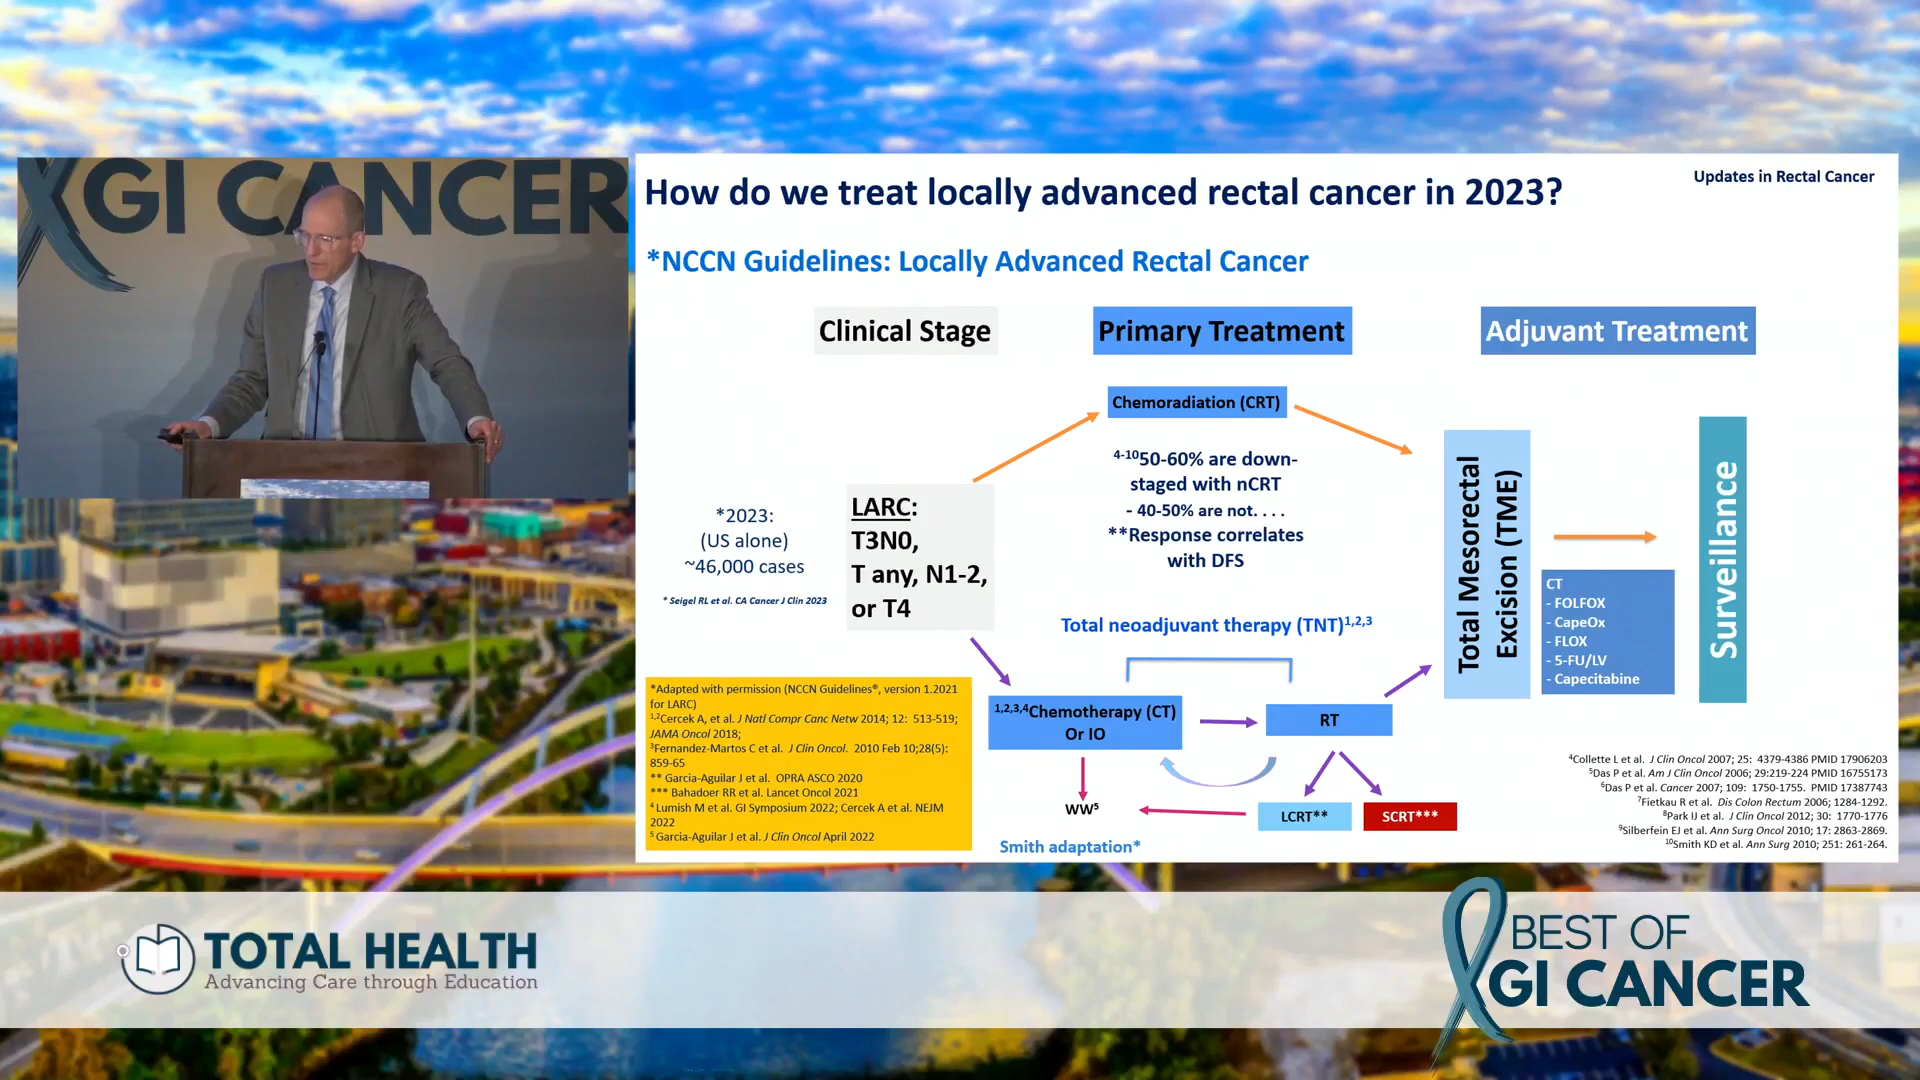 GI CANCER
How do we treat locally advanced rectal cancer in 2023?
Updates in Rectal Cancer
*NCCN Guidelines: Locally Advanced Rectal Cancer
Clinical Stage
Primary Treatment
Adjuvant Treatment
Chemoradiation (CRT)
4-10 50-60% are down-
staged with nCRT
- 40-50% are not. . . .
**Response correlates
with DFS
*2023:
(US alone)
~46,000 cases
* Seigel RL et al. CA Cancer J Clin 2023
LARC:
T3N0,
T any, N1-2,
or T4
Total neoadjuvant therapy (TNT)1,2,3
1,2,3,4Chemotherapy (CT)
Or IO
RT
WW5
LCRT**
SCRT***
Smith adaptation*
Total Mesorectal
Excision (TME)
CT
- FOLFOX
- CapeOx
- FLOX
- 5-FU/LV
- Capecitabine
Surveillance
*Adapted with permission (NCCN Guidelines®, version 1.2021
for LARC)
1,2Cercek A, et al. J Natl Compr Canc Netw 2014; 12: 513-519;
JAMA Oncol 2018;
3Fernandez-Martos C et al. J Clin Oncol. 2010 Feb 10;28(5):
859-65
** Garcia-Aguilar J et al. OPRA ASCO 2020
*** Bahadoer RR et al. Lancet Oncol 2021
4 Lumish M et al. GI Symposium 2022; Cercek A et al. NEJM
2022
5 Garcia-Aguilar J et al. J Clin Oncol April 2022
4Collette L et al. J Clin Oncol 2007; 25: 4379-4386 PMID 17906203
5Das P et al. Am J Clin Oncol 2006; 29:219-224 PMID 16755173
6Das P et al. Cancer 2007; 109: 1750-1755. PMID 17387743
7Fietkau R et al. Dis Colon Rectum 2006; 1284-1292.
8Park IJ et al. J Clin Oncol 2012; 30: 1770-1776
9Silberfein EJ et al. Ann Surg Oncol 2010; 17: 2863-2869.
10Smith KD et al. Ann Surg 2010; 251: 261-264.
TOTAL HEALTH
Advancing Care through Education
BEST OF
GI CANCER